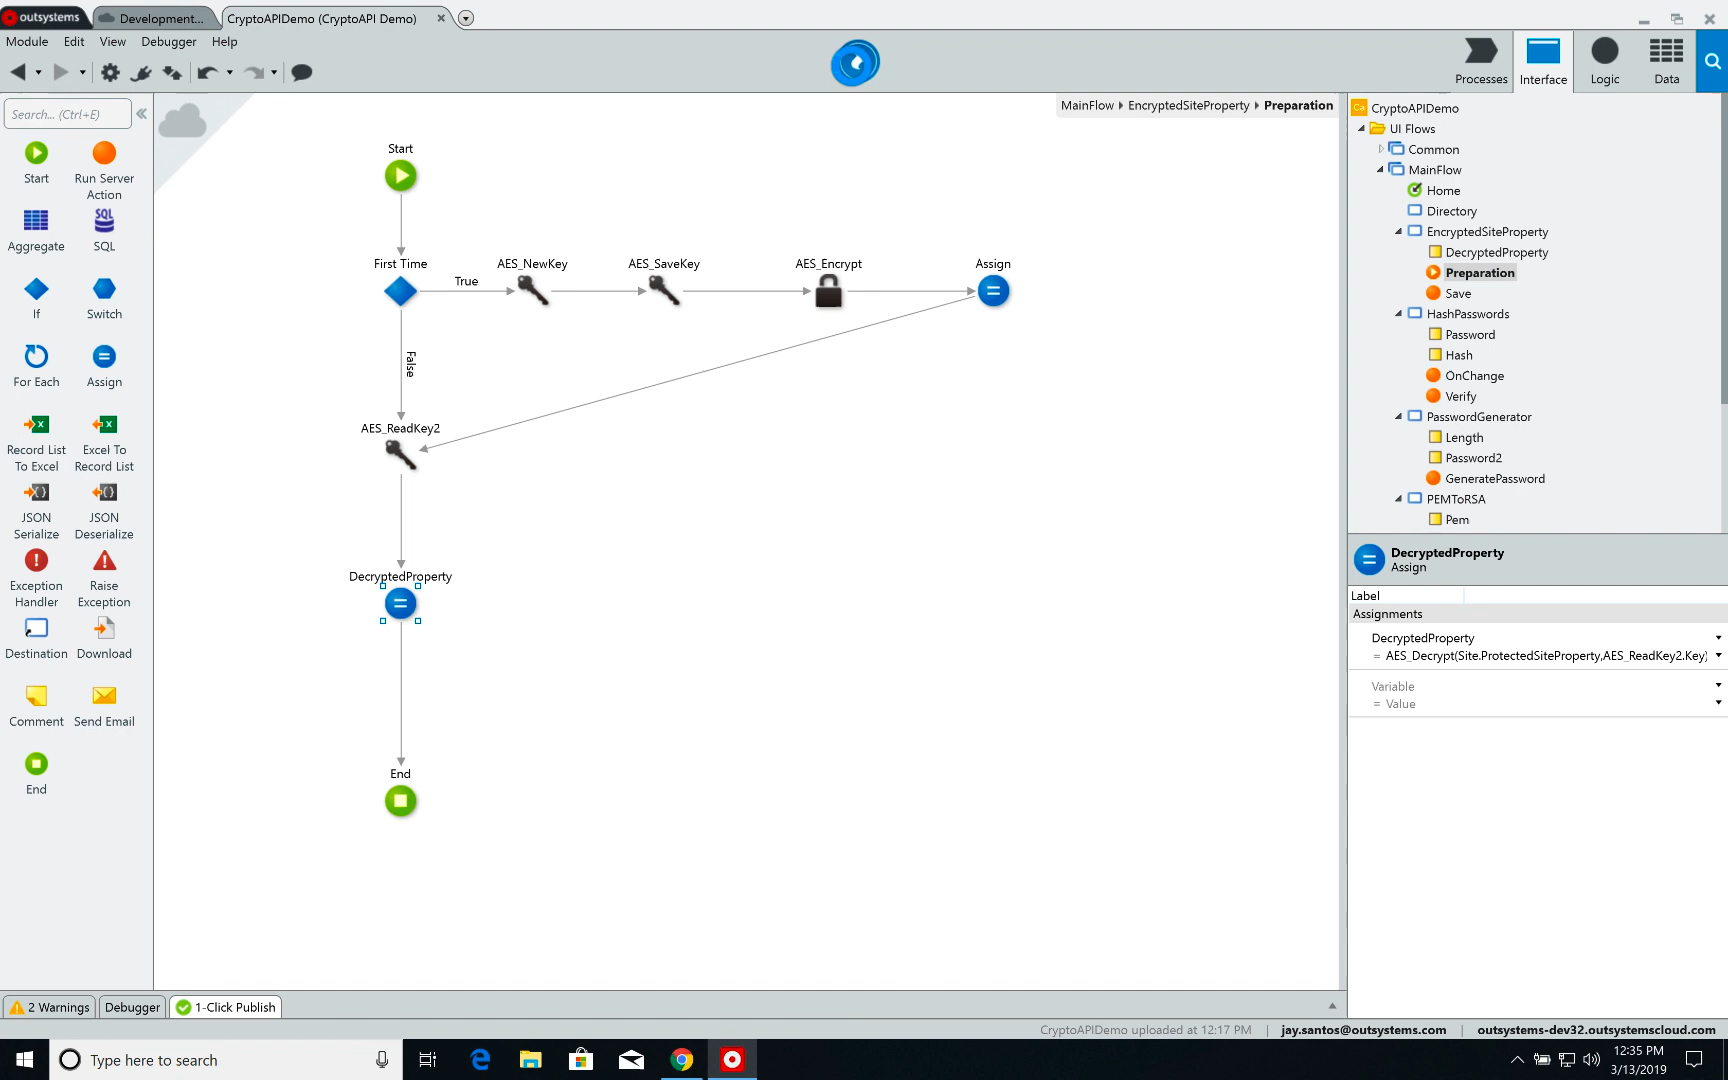 outsystems
Development...
CryptoAPIDemo (CryptoAPI Demo)
Module Edit View Debugger Help
Processes
Interface
Logic
Data
Search... (Ctrl+E)
Start
Run Server
Action
Aggregate
SQL
SQL
If
Switch
For Each
Assign
Record List
To Excel
Excel To
Record List
JSON
Serialize
JSON
Deserialize
Exception
Handler
Raise
Exception
Destination
Download
Comment
Send Email
End
MainFlow EncryptedSiteProperty Preparation
Start
First Time
True
AES_NewKey
AES_SaveKey
AES_Encrypt
Assign
False
AES_ReadKey2
DecryptedProperty
End
CryptoAPIDemo
UI Flows
Common
MainFlow
Home
Directory
EncryptedSiteProperty
DecryptedProperty
Preparation
Save
HashPasswords
Password
Hash
OnChange
Verify
PasswordGenerator
Length
Password2
GeneratePassword
PEMToRSA
Pem
DecryptedProperty
Assign
Label
Assignments
DecryptedProperty
= AES_Decrypt(Site.ProtectedSiteProperty,AES_ReadKey2.Key)
Variable
= Value
2 Warnings
Debugger
1-Click Publish
CryptoAPIDemo uploaded at 12:17 PM | jay.santos@outsystems.com | outsystems-dev32.outsystemscloud.com
Type here to search
12:35 PM
3/13/2019